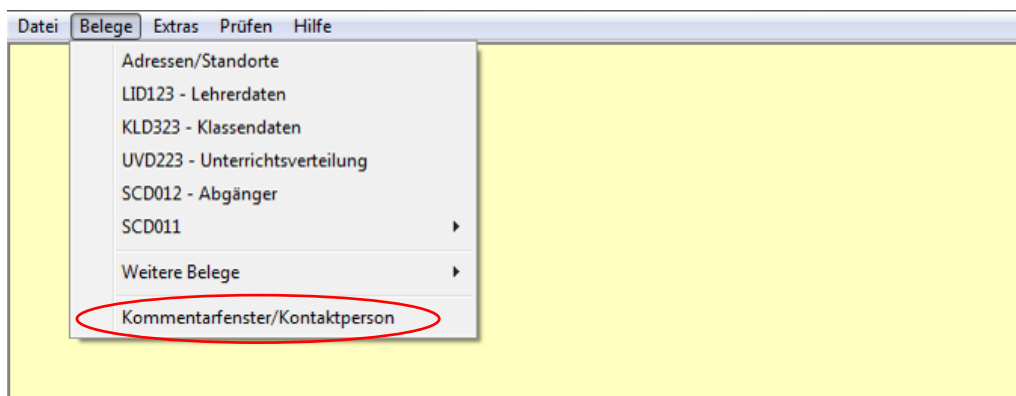 Datei Belege Extras Prüfen Hilfe
Adressen/Standorte
LID123 - Lehrerdaten
KLD323 - Klassendaten
UVD223 - Unterrichtsverteilung
SCD012 - Abgänger
SCD011
Weitere Belege
Kommentarfenster/Kontaktperson